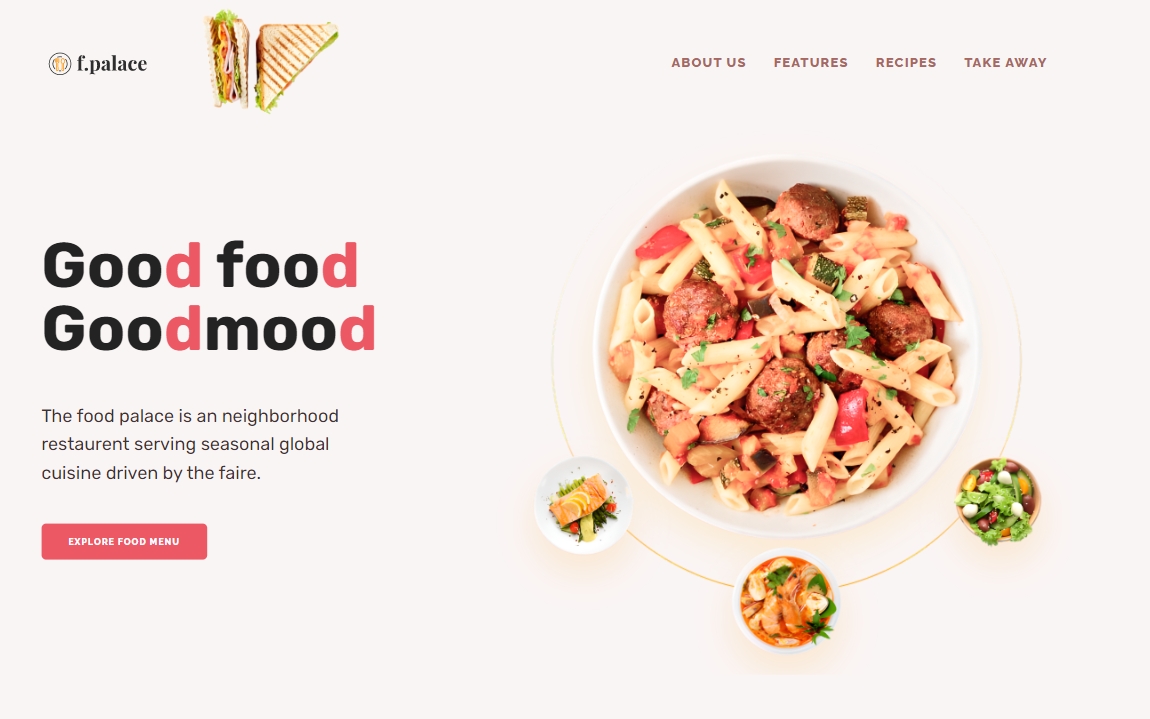 f.palace
ABOUT US FEATURES RECIPES TAKE AWAY
Good food
Goodmood
The food palace is an neighborhood
restaurent serving seasonal global
cuisine driven by the faire.
EXPLORE FOOD MENU